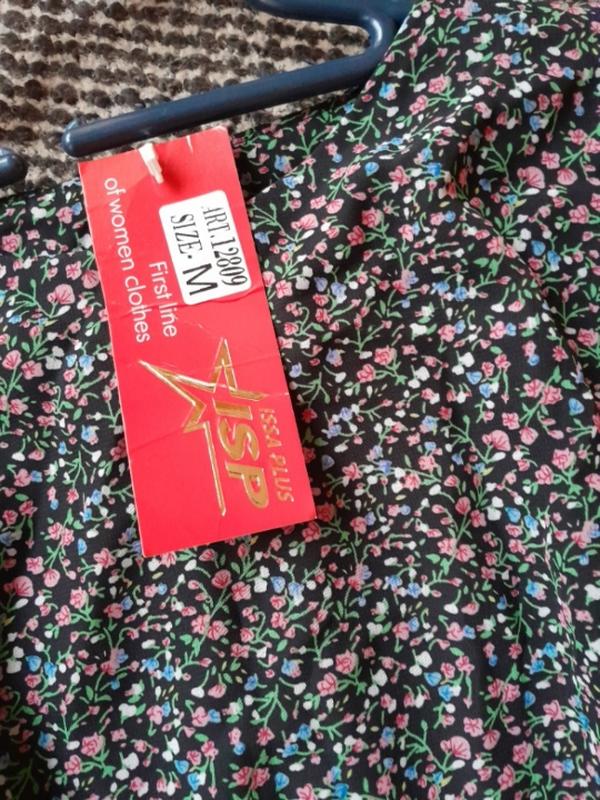 ART.12809
SIZE. M
First line
of women clothes
ISSA PLUS
ISP